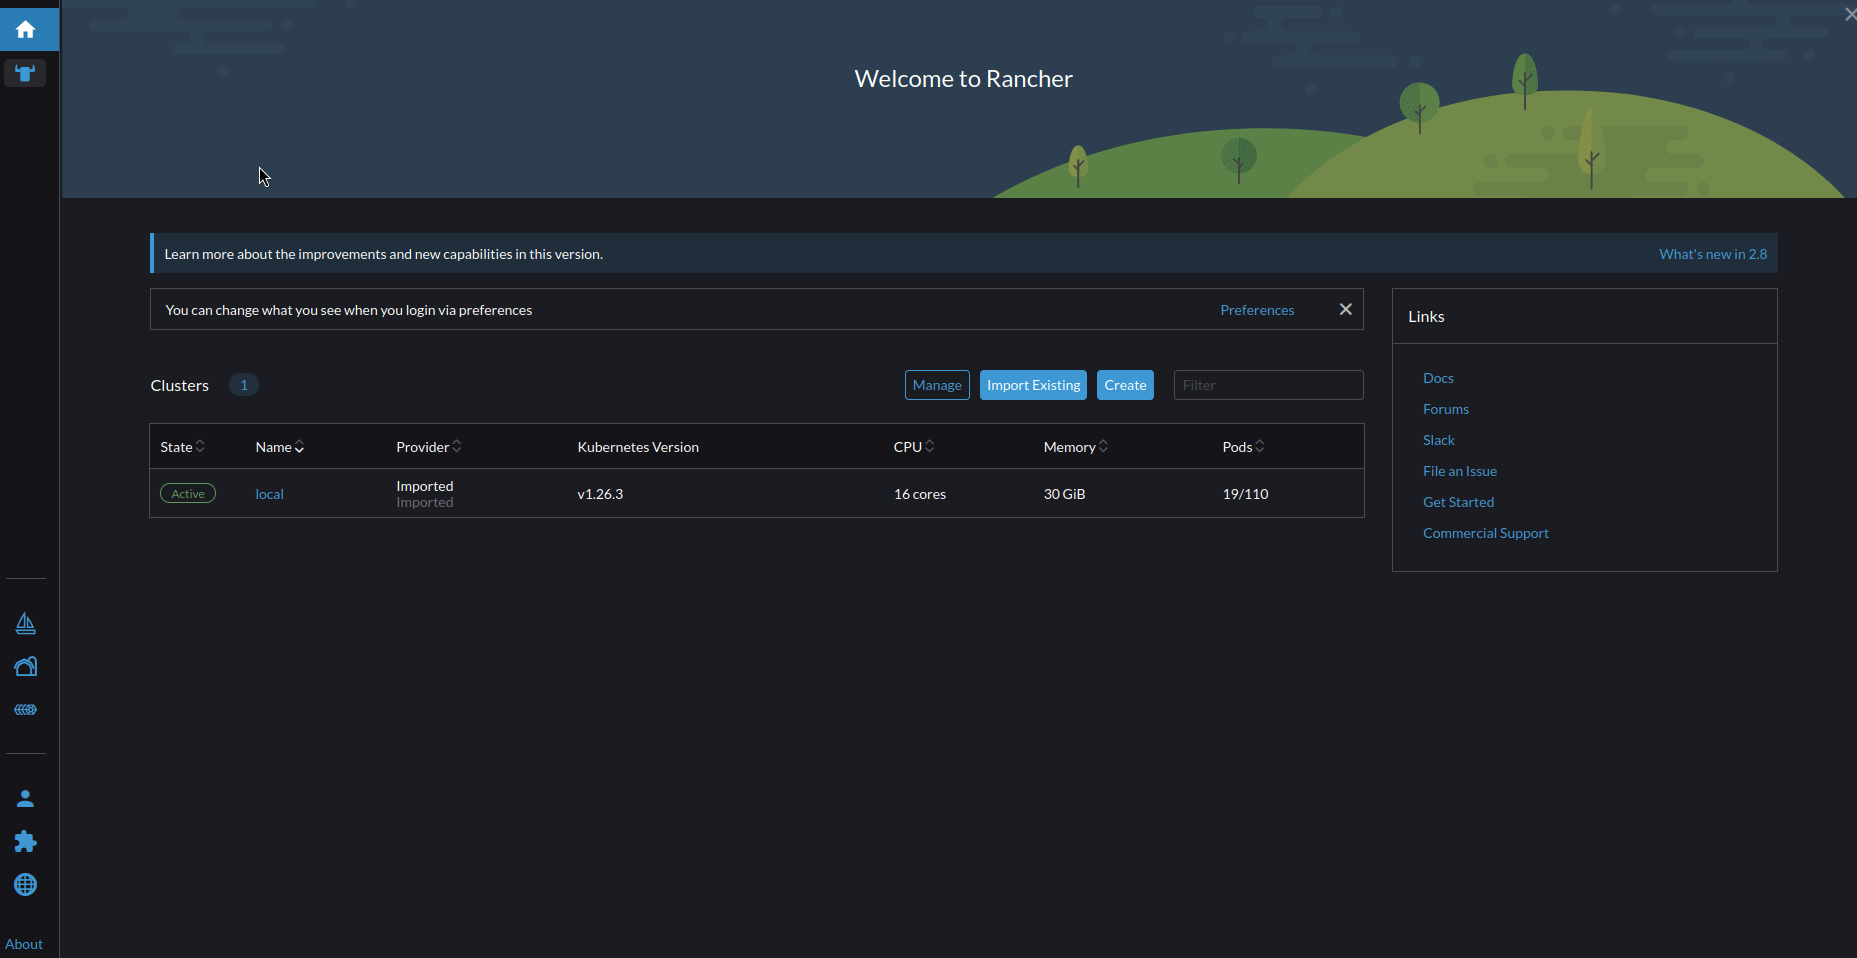 Welcome to Rancher
Learn more about the improvements and new capabilities in this version. What's new in 2.8
You can change what you see when you login via preferences Preferences
Links
Docs
Forums
Slack
File an Issue
Get Started
Commercial Support
Clusters 1 Manage Import Existing Create Filter
State Name Provider Kubernetes Version CPU Memory Pods
Active local Imported v1.26.3 16 cores 30 GiB 19/110
Imported
About